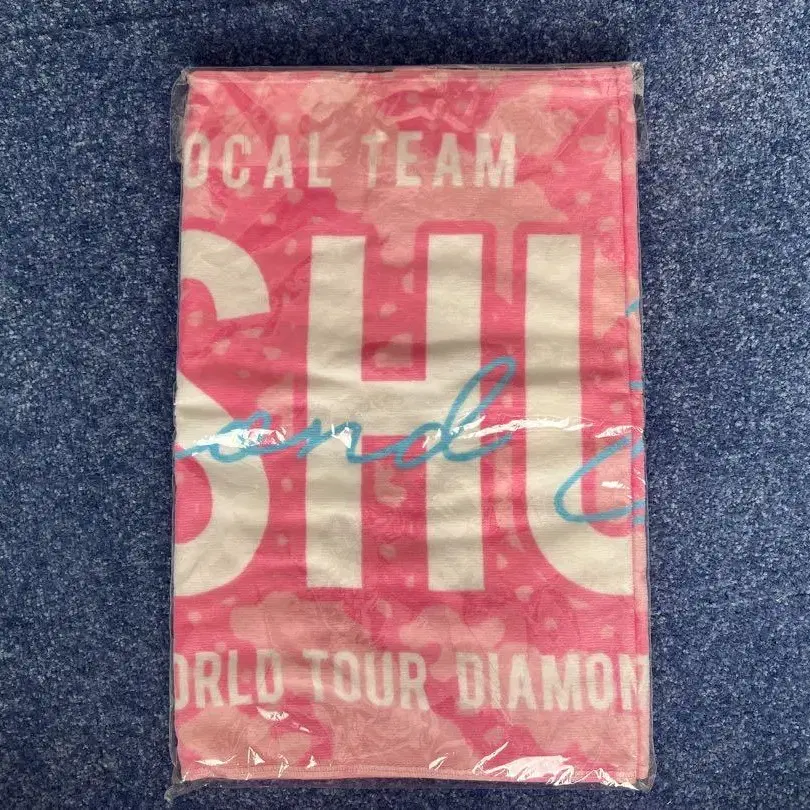 OCAL TEAM
SHU
and
ORLD TOUR DIAMON